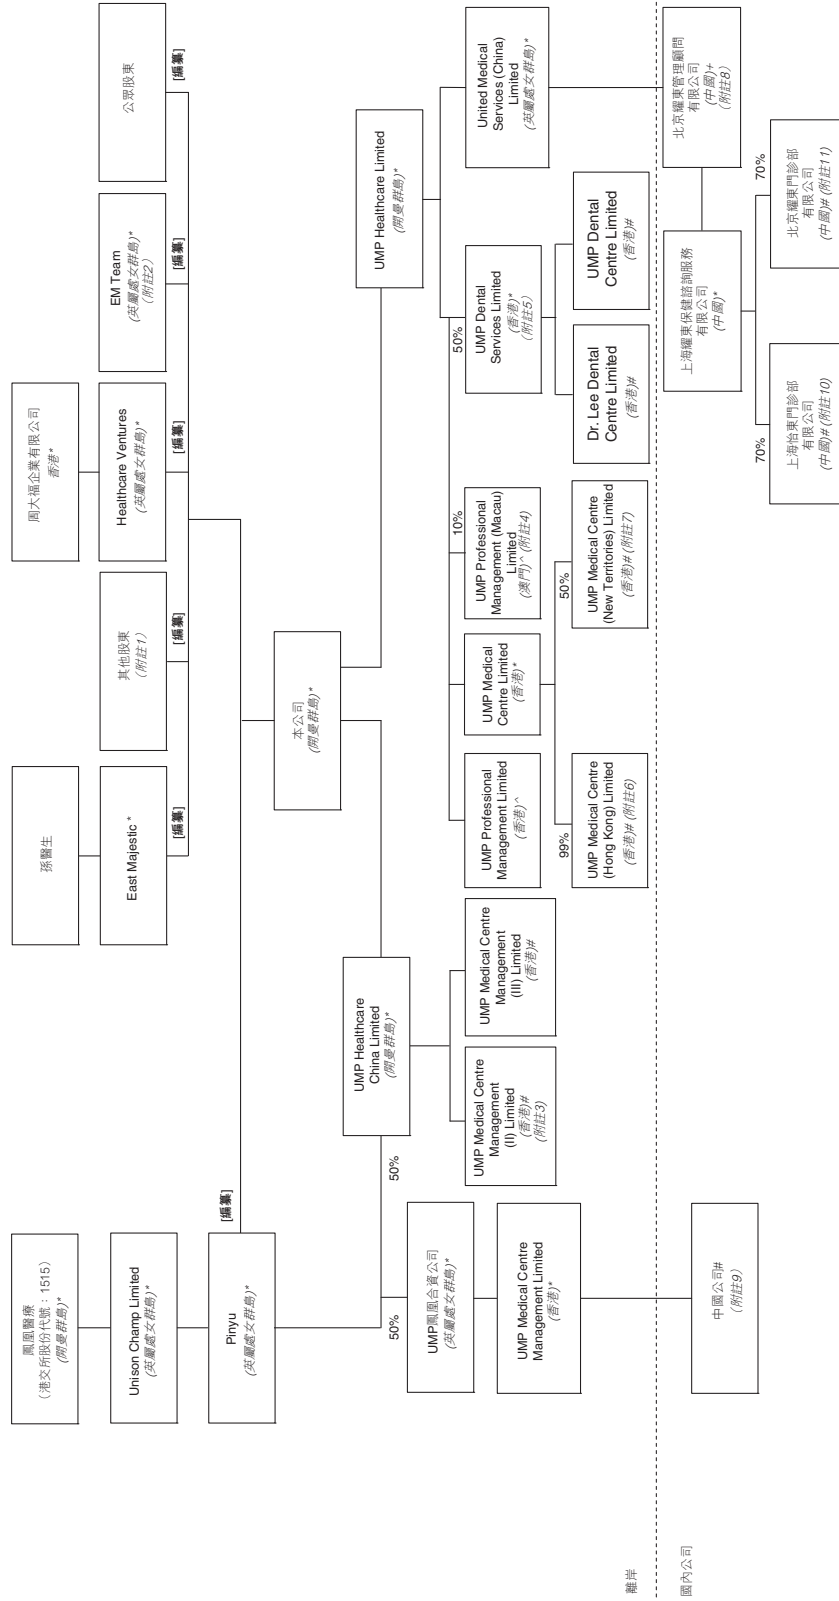 鳳凰醫療
（港交所股份代號：1515）
(開曼群島)*
Unison Champ Limited
(英屬處女群島)*
Pinyu
(英屬處女群島)*
[編纂]
孫醫生
East Majestic *
[編纂]
其他股東
(附註1)
[編纂]
周大福企業有限公司
香港*
Healthcare Ventures
(英屬處女群島)*
[編纂]
EM Team
(英屬處女群島)*
（附註2）
[編纂]
公眾股東
[編纂]
本公司
(開曼群島)*
UMP Healthcare
China Limited
(開曼群島)*
UMP Healthcare Limited
(開曼群島)*
50%
50%
UMP鳳凰合資公司
(英屬處女群島)*
UMP Medical Centre
Management Limited
(香港)*
UMP Medical Centre
Management
(II) Limited
(香港)#
(附註3)
UMP Medical Centre
Management
(III) Limited
(香港)#
UMP Professional
Management Limited
(香港)^
UMP Medical
Centre Limited
(香港)*
10%
UMP Professional
Management (Macau)
Limited
(澳門)^ (附註4)
50%
UMP Dental
Services Limited
(香港)*
（附註5）
United Medical
Services (China)
Limited
(英屬處女群島)*
99%
UMP Medical Centre
(Hong Kong) Limited
(香港)# (附註6)
50%
UMP Medical Centre
(New Territories) Limited
(香港)# (附註7)
Dr. Lee Dental
Centre Limited
(香港)#
UMP Dental
Centre Limited
(香港)#
離岸
國內公司
中國公司#
（附註9）
上海耀東保健諮詢服務
有限公司
(中國)*
北京耀東管理顧問
有限公司
(中國)+
（附註8）
70%
上海怡東門診部
有限公司
(中國)# (附註10)
70%
北京耀東門診部
有限公司
(中國)# (附註11)